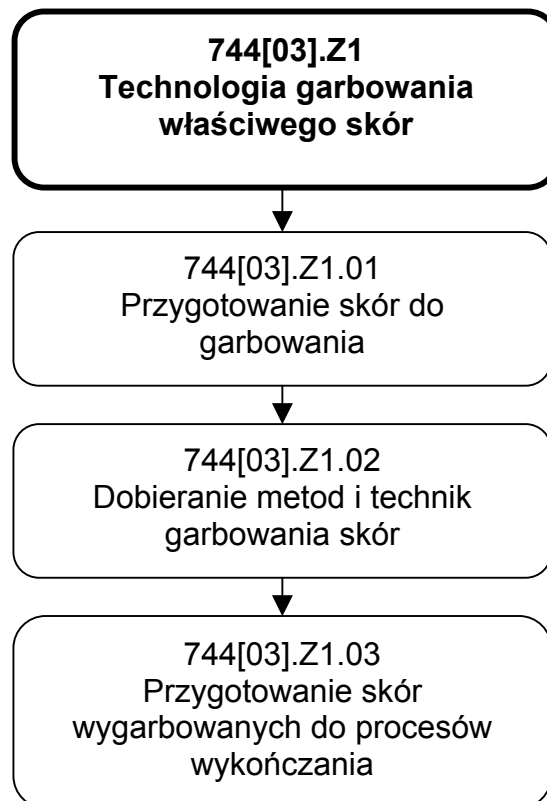 744[03].Z1
Technologia garbowania
właściwego skór
744[03].Z1.01
Przygotowanie skór do
garbowania
744[03].Z1.02
Dobieranie metod i technik
garbowania skór
744[03].Z1.03
Przygotowanie skór
wygarbowanych do procesów
wykończania